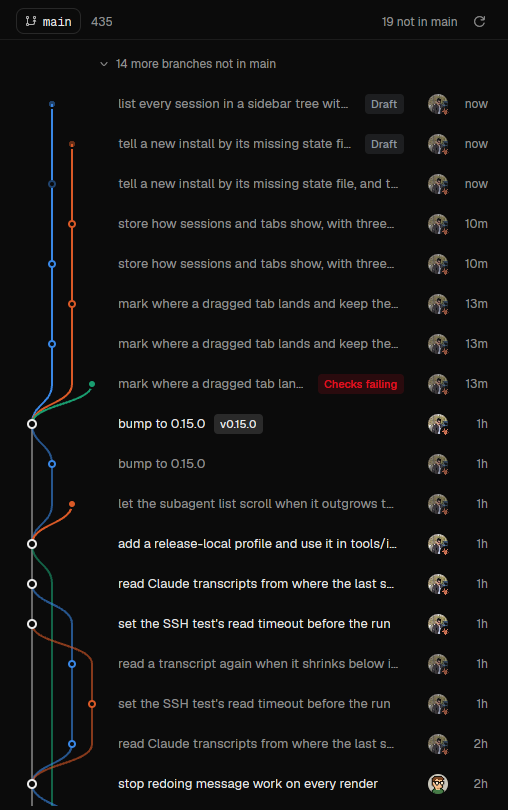 main 435 19 not in main
14 more branches not in main
list every session in a sidebar tree wit... Draft now
tell a new install by its missing state fi... Draft now
tell a new install by its missing state file, and t... now
store how sessions and tabs show, with three... 10m
store how sessions and tabs show, with three... 10m
mark where a dragged tab lands and keep the... 13m
mark where a dragged tab lands and keep the... 13m
mark where a dragged tab lan... Checks failing 13m
bump to 0.15.0 v0.15.0 1h
bump to 0.15.0 1h
let the subagent list scroll when it outgrows t... 1h
add a release-local profile and use it in tools/i... 1h
read Claude transcripts from where the last s... 1h
set the SSH test's read timeout before the run 1h
read a transcript again when it shrinks below i... 1h
set the SSH test's read timeout before the run 1h
read Claude transcripts from where the last s... 2h
stop redoing message work on every render 2h